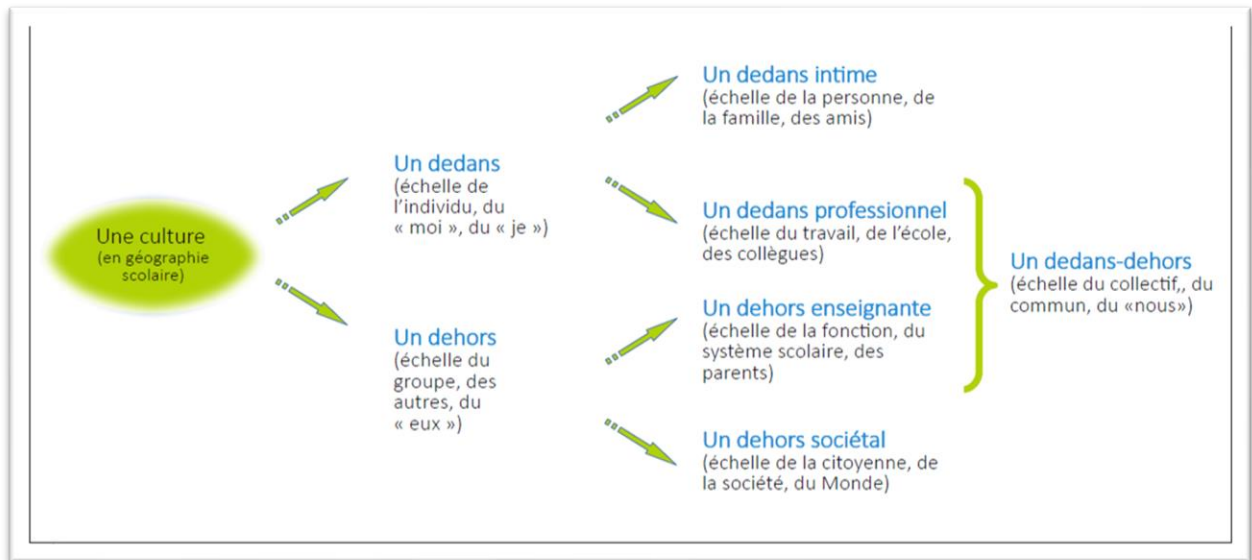 Une culture
(en géographie
scolaire)
Un dedans
(échelle de
l'individu, du
« moi », du « je »)
Un dehors
(échelle du
groupe, des
autres, du
« eux »)
Un dedans intime
(échelle de la personne, de
la famille, des amis)
Un dedans professionnel
(échelle du travail, de l'école,
des collègues)
Un dehors enseignante
(échelle de la fonction, du
système scolaire, des
parents)
Un dehors sociétal
(échelle de la citoyenne, de
la société, du Monde)
Un dedans-dehors
(échelle du collectif,, du
commun, du «nous»)